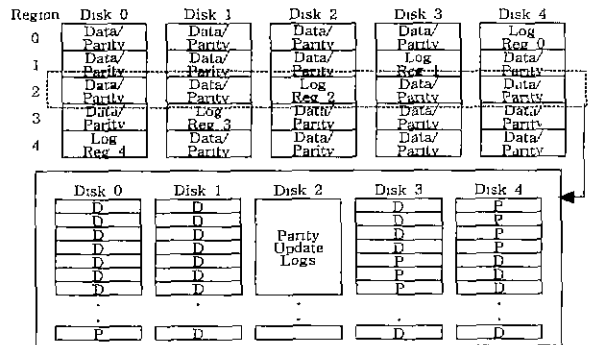 Region Disk 0 Disk 1 Disk 2 Disk 3 Disk 4
0 Data/ Data/ Data/ Data/ Log
Parity Parity Parity Parity Reg 0
1 Data/ Data/ Data/ Log Data/
Parity Parity Parity Reg 1 Parity
2 Data/ Data/ Log Data/ Data/
Parity Parity Reg 2 Parity Parity
3 Data/ Log Data/ Data/ Data/
Parity Reg 3 Parity Parity Parity
4 Log Data/ Data/ Data/ Data/
Reg 4 Parity Parity Parity Parity
Disk 0 Disk 1 Disk 2 Disk 3 Disk 4
D D D P
D D D P
D D Parity D P
D D Update P D
D D Logs P D
D D P D
D D P D
P D D D